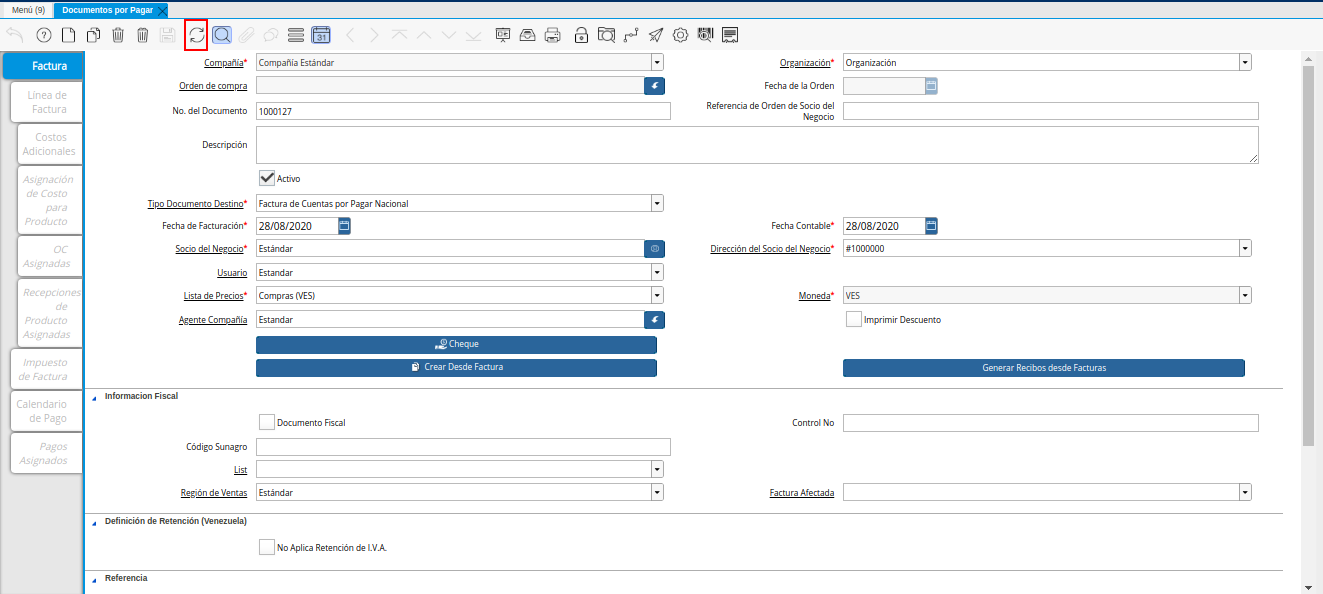 Menú (9)
Documentos por Pagar
31
Factura
Línea de
Factura
Costos
Adicionales
Asignación
de Costo
para
Producto
OC
Asignadas
Recepciones
de
Producto
Asignadas
Impuesto
de Factura
Calendario
de Pago
Pagos
Asignados
Compañía* Compañía Estándar Organización* Organización
Orden de compra Fecha de la Orden
No. del Documento 1000127 Referencia de Orden de Socio del
Negocio
Descripción
Activo
Tipo Documento Destino* Factura de Cuentas por Pagar Nacional
Fecha de Facturación* 28/08/2020 Fecha Contable* 28/08/2020
Socio del Negocio* Estándar Dirección del Socio del Negocio* #1000000
Usuario Estandar
Lista de Precios* Compras (VES) Moneda* VES
Agente Compañía Estandar Imprimir Descuento
Cheque
Crear Desde Factura Generar Recibos desde Facturas
Informacion Fiscal
Documento Fiscal Control No
Código Sunagro
List
Región de Ventas Estándar Factura Afectada
Definición de Retención (Venezuela)
No Aplica Retención de I.V.A.
Referencia